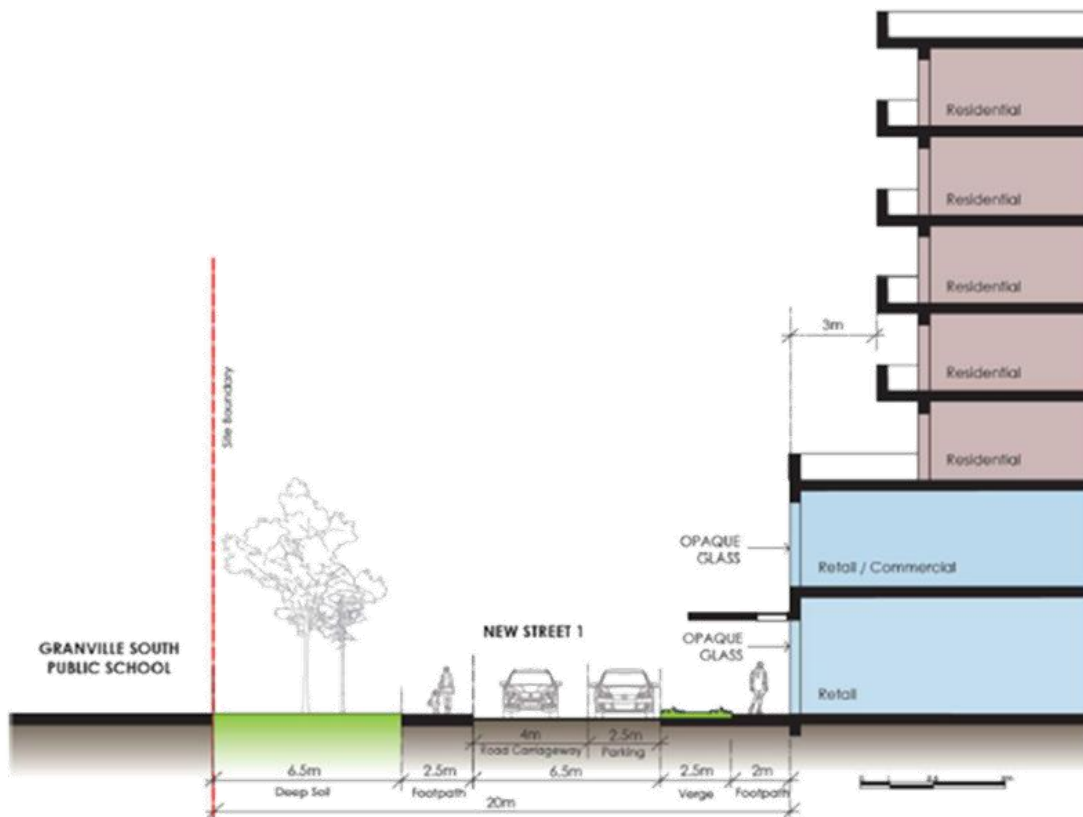 Residential
Residential
Residential
3m
Residential
Site Boundary
Residential
OPAQUE
GLASS
Retail / Commercial
NEW STREET 1
GRANVILLE SOUTH
PUBLIC SCHOOL
OPAQUE
GLASS
Retail
4m
2.5m
Road Carriageway
Parking
6.5m
2.5m
6.5m
2.5m
2m
Deep Soil
Footpath
Verge
Footpath
20m